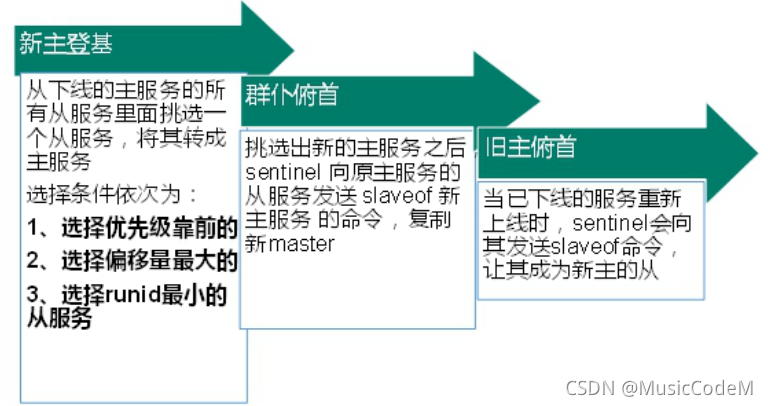 新主登基
从下线的主服务的所
有从服务里面挑选一
个从服务，将其转成
主服务
选择条件依次为：
1、选择优先级靠前的
2、选择偏移量最大的
3、选择runid最小的
从服务
群仆俯首
挑选出新的主服务之后，
sentinel 向原主服务的
从服务发送 slaveof 新
主服务 的命令，复制
新master
旧主俯首
当已下线的服务重新
上线时，sentinel会向
其发送slaveof命令，
让其成为新主的从
CSDN @MusicCodeM